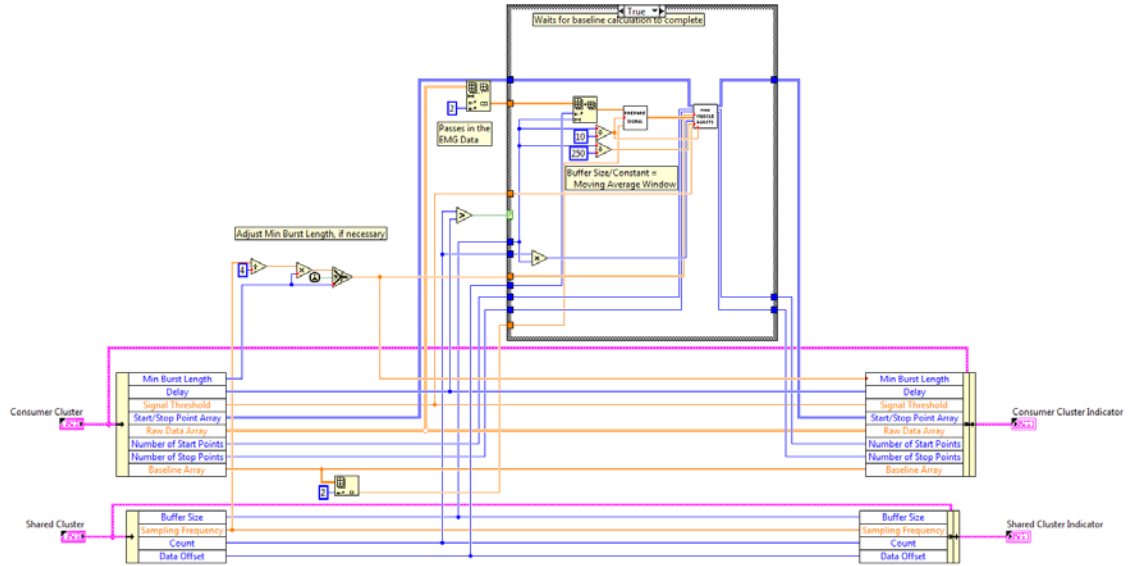 True
Waits for baseline calculation to complete
2
Passes in the
EMG Data
PREPARE
SIGNAL
FIND
MUSCLE
BURSTS
10
250
Buffer Size/Constant =
Moving Average Window
Adjust Min Burst Length, if necessary
4
Consumer Cluster
Min Burst Length
Delay
Signal Threshold
Start/Stop Point Array
Raw Data Array
Number of Start Points
Number of Stop Points
Baseline Array
Min Burst Length
Delay
Signal Threshold
Start/Stop Point Array
Raw Data Array
Number of Start Points
Number of Stop Points
Baseline Array
Consumer Cluster Indicator
2
Shared Cluster
Buffer Size
Sampling Frequency
Count
Data Offset
Buffer Size
Sampling Frequency
Count
Data Offset
Shared Cluster Indicator